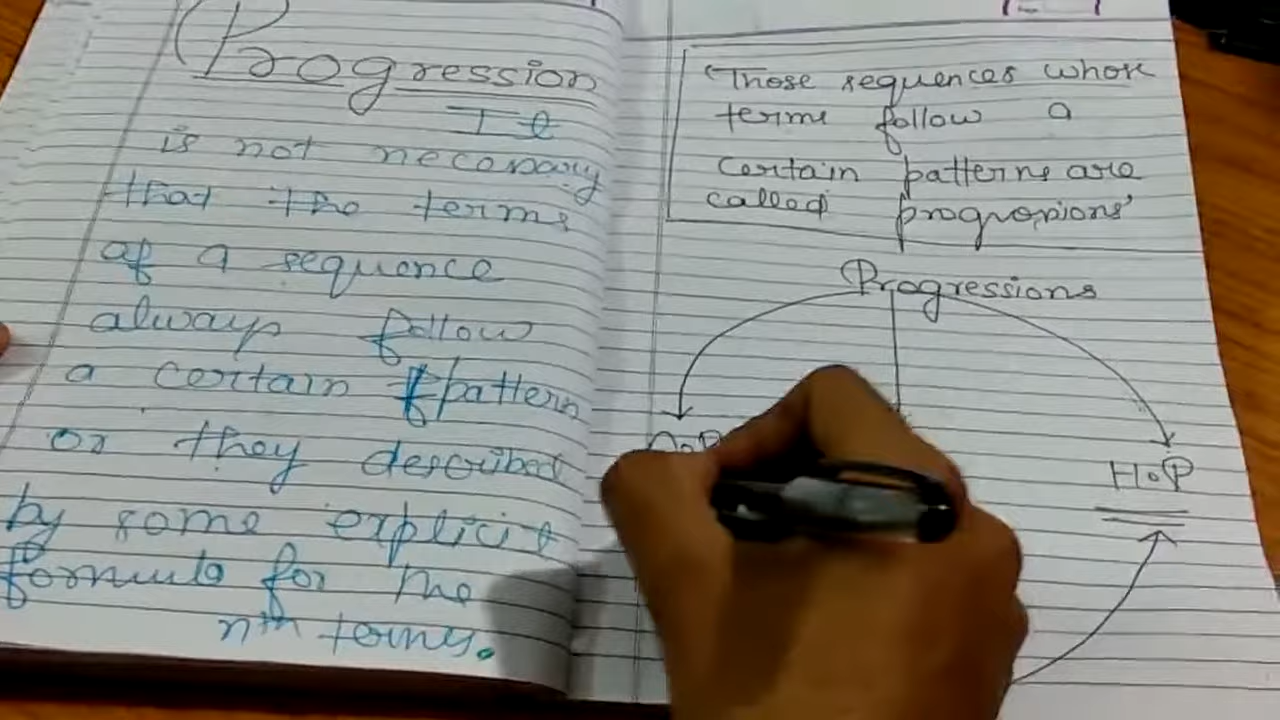 Progression
It
is not necessary
that the terms
of a sequence
always follow
a certain pattern
or they described
by some explicit
formula for the
nth terms.
Those sequences whose
terms follow a
certain patterns are
called progressions'
Progressions
HoP